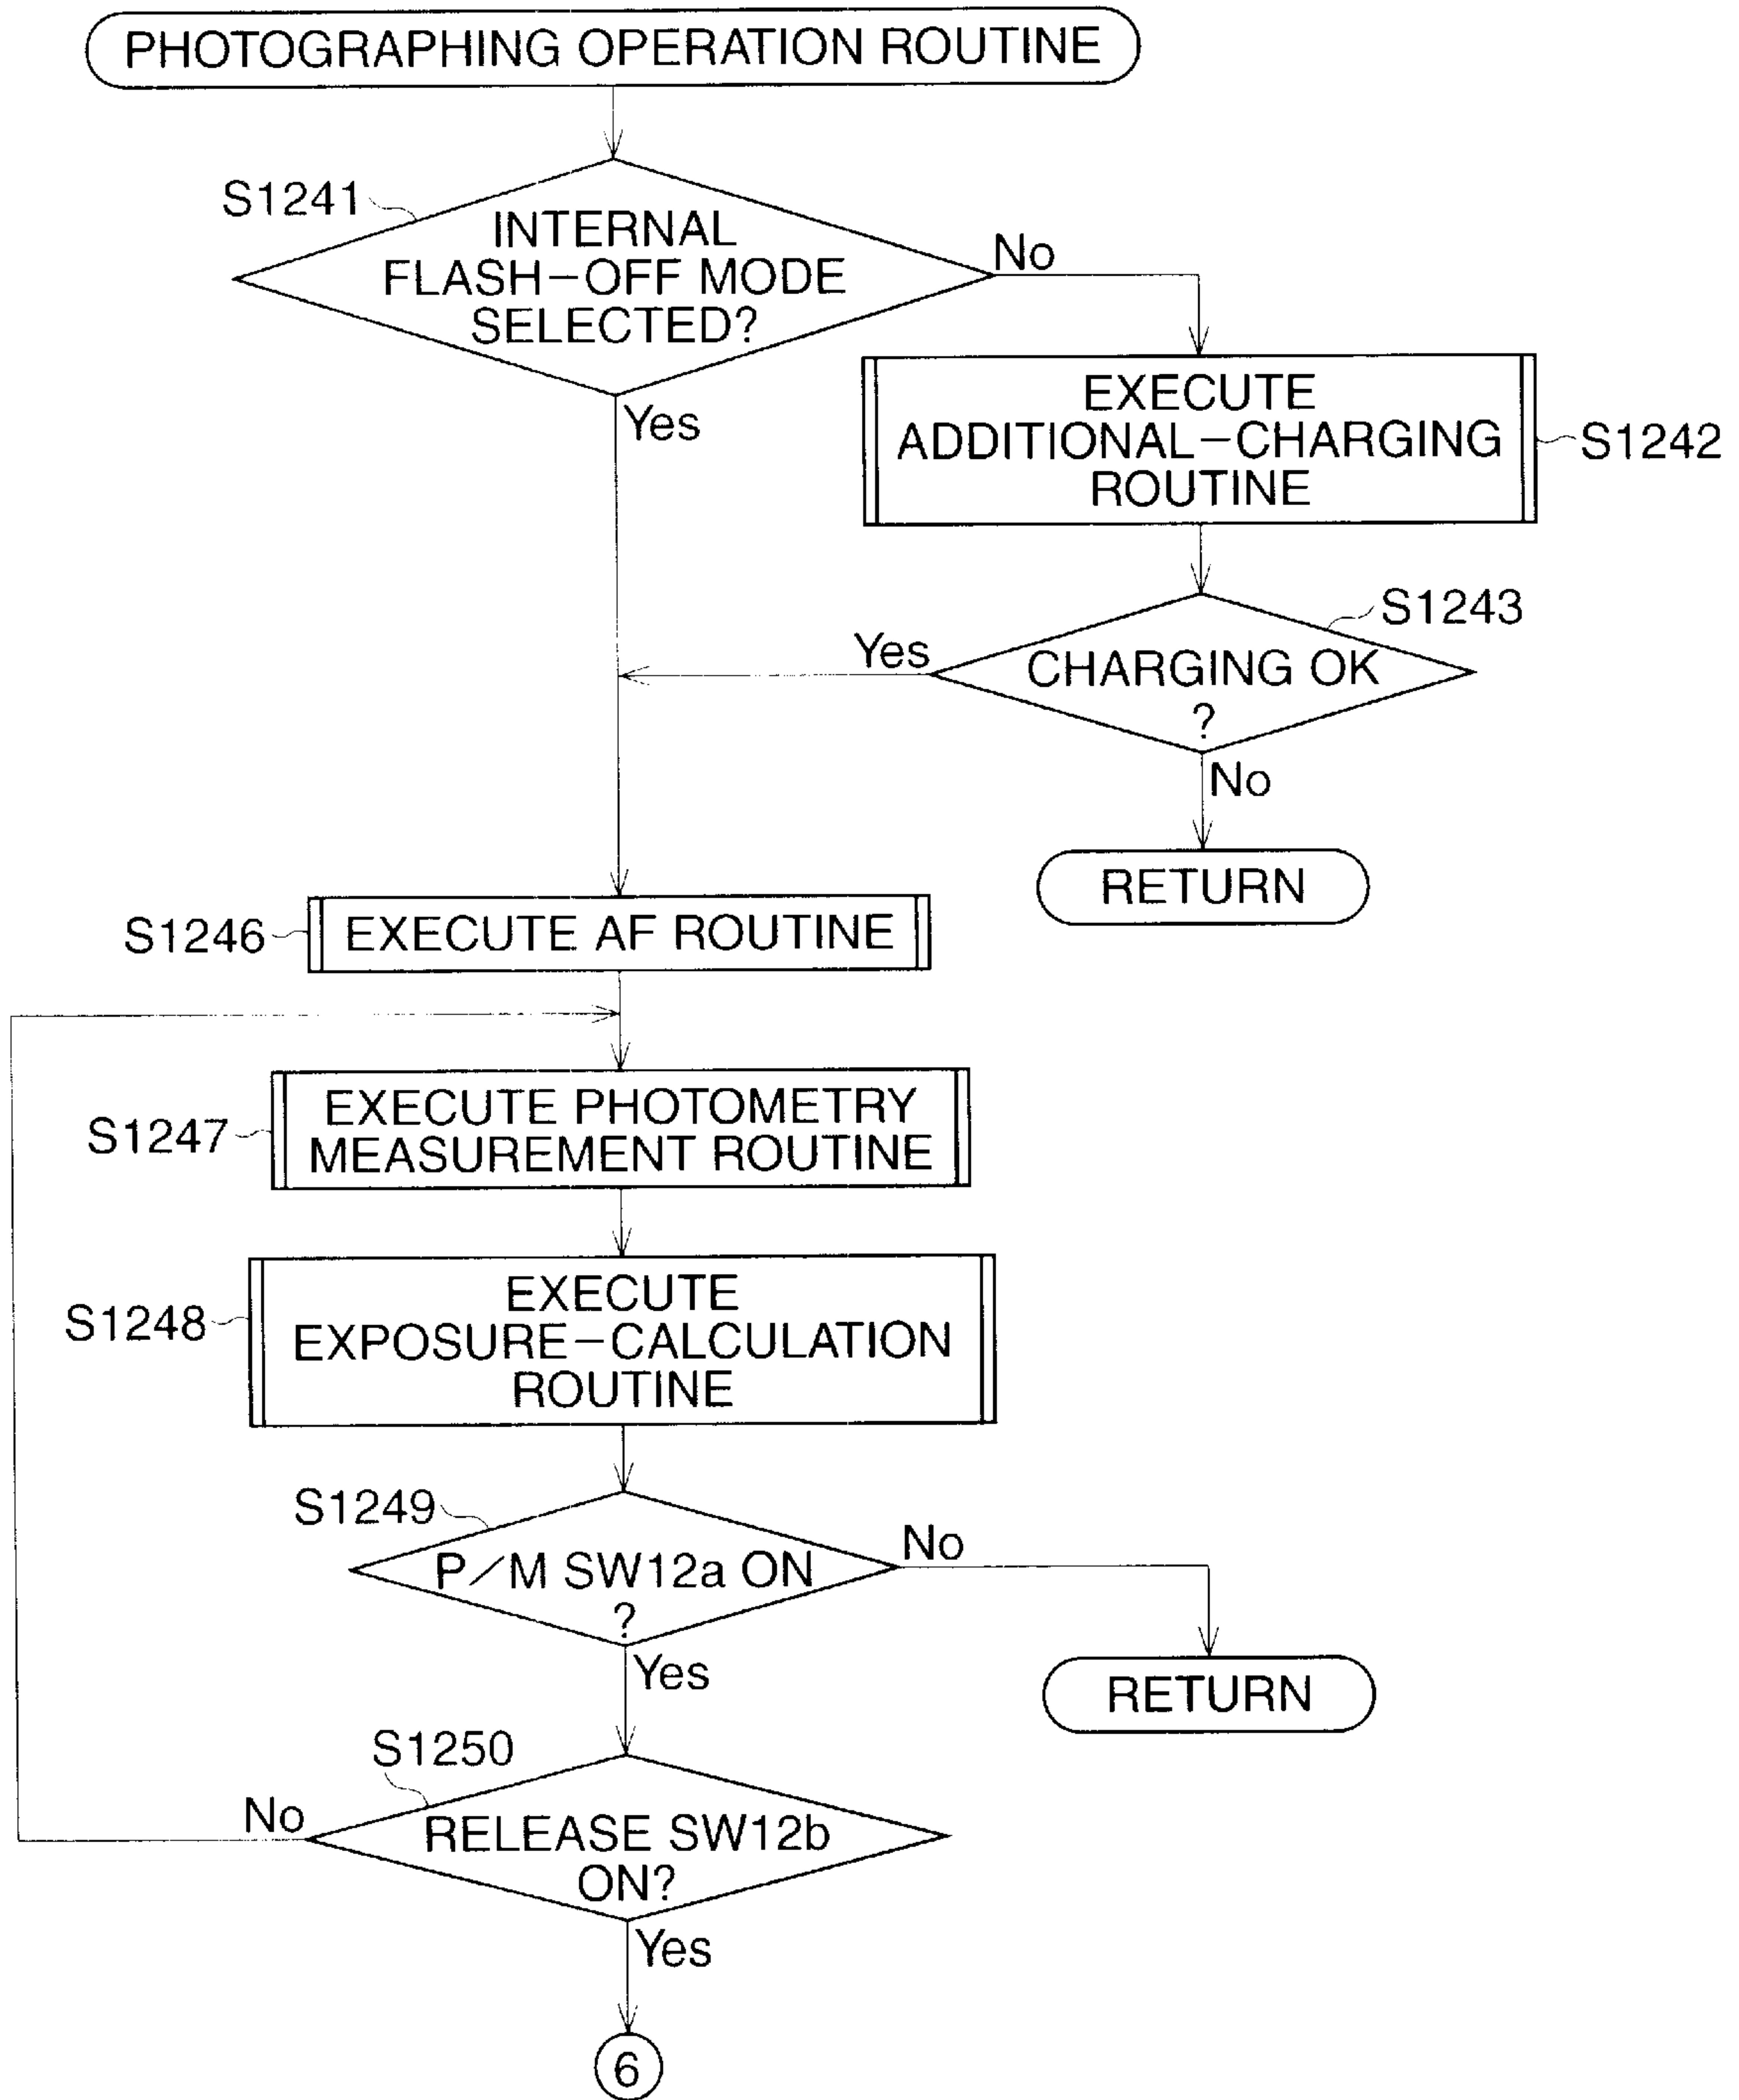 PHOTOGRAPHING OPERATION ROUTINE
S1241
INTERNAL
FLASH-OFF MODE
SELECTED?
No
Yes
EXECUTE
ADDITIONAL-CHARGING
ROUTINE
S1242
S1243
CHARGING OK
?
Yes
No
RETURN
S1246
EXECUTE AF ROUTINE
S1247
EXECUTE PHOTOMETRY
MEASUREMENT ROUTINE
S1248
EXECUTE
EXPOSURE-CALCULATION
ROUTINE
S1249
P/M SW12a ON
?
No
Yes
RETURN
S1250
RELEASE SW12b
ON?
No
Yes
6